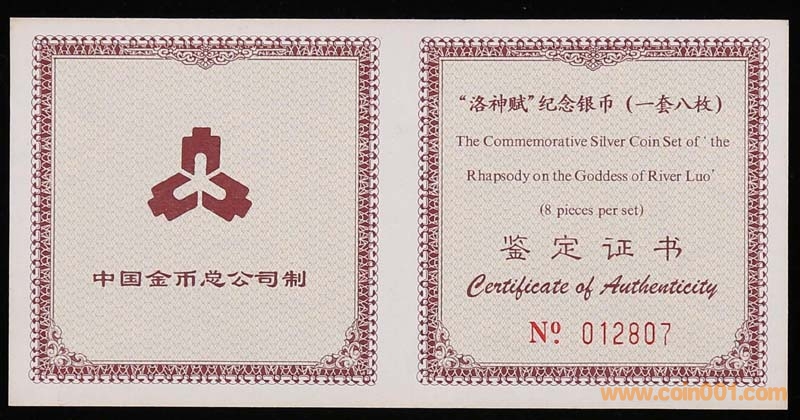 中国金币总公司制
“洛神赋”纪念银币（一套八枚）
The Commemorative Silver Coin Set of ' the
Rhapsody on the Goddess of River Luo'
(8 pieces per set)
鉴定证书
Certificate of Authenticity
Nº 012807
www.coin001.com